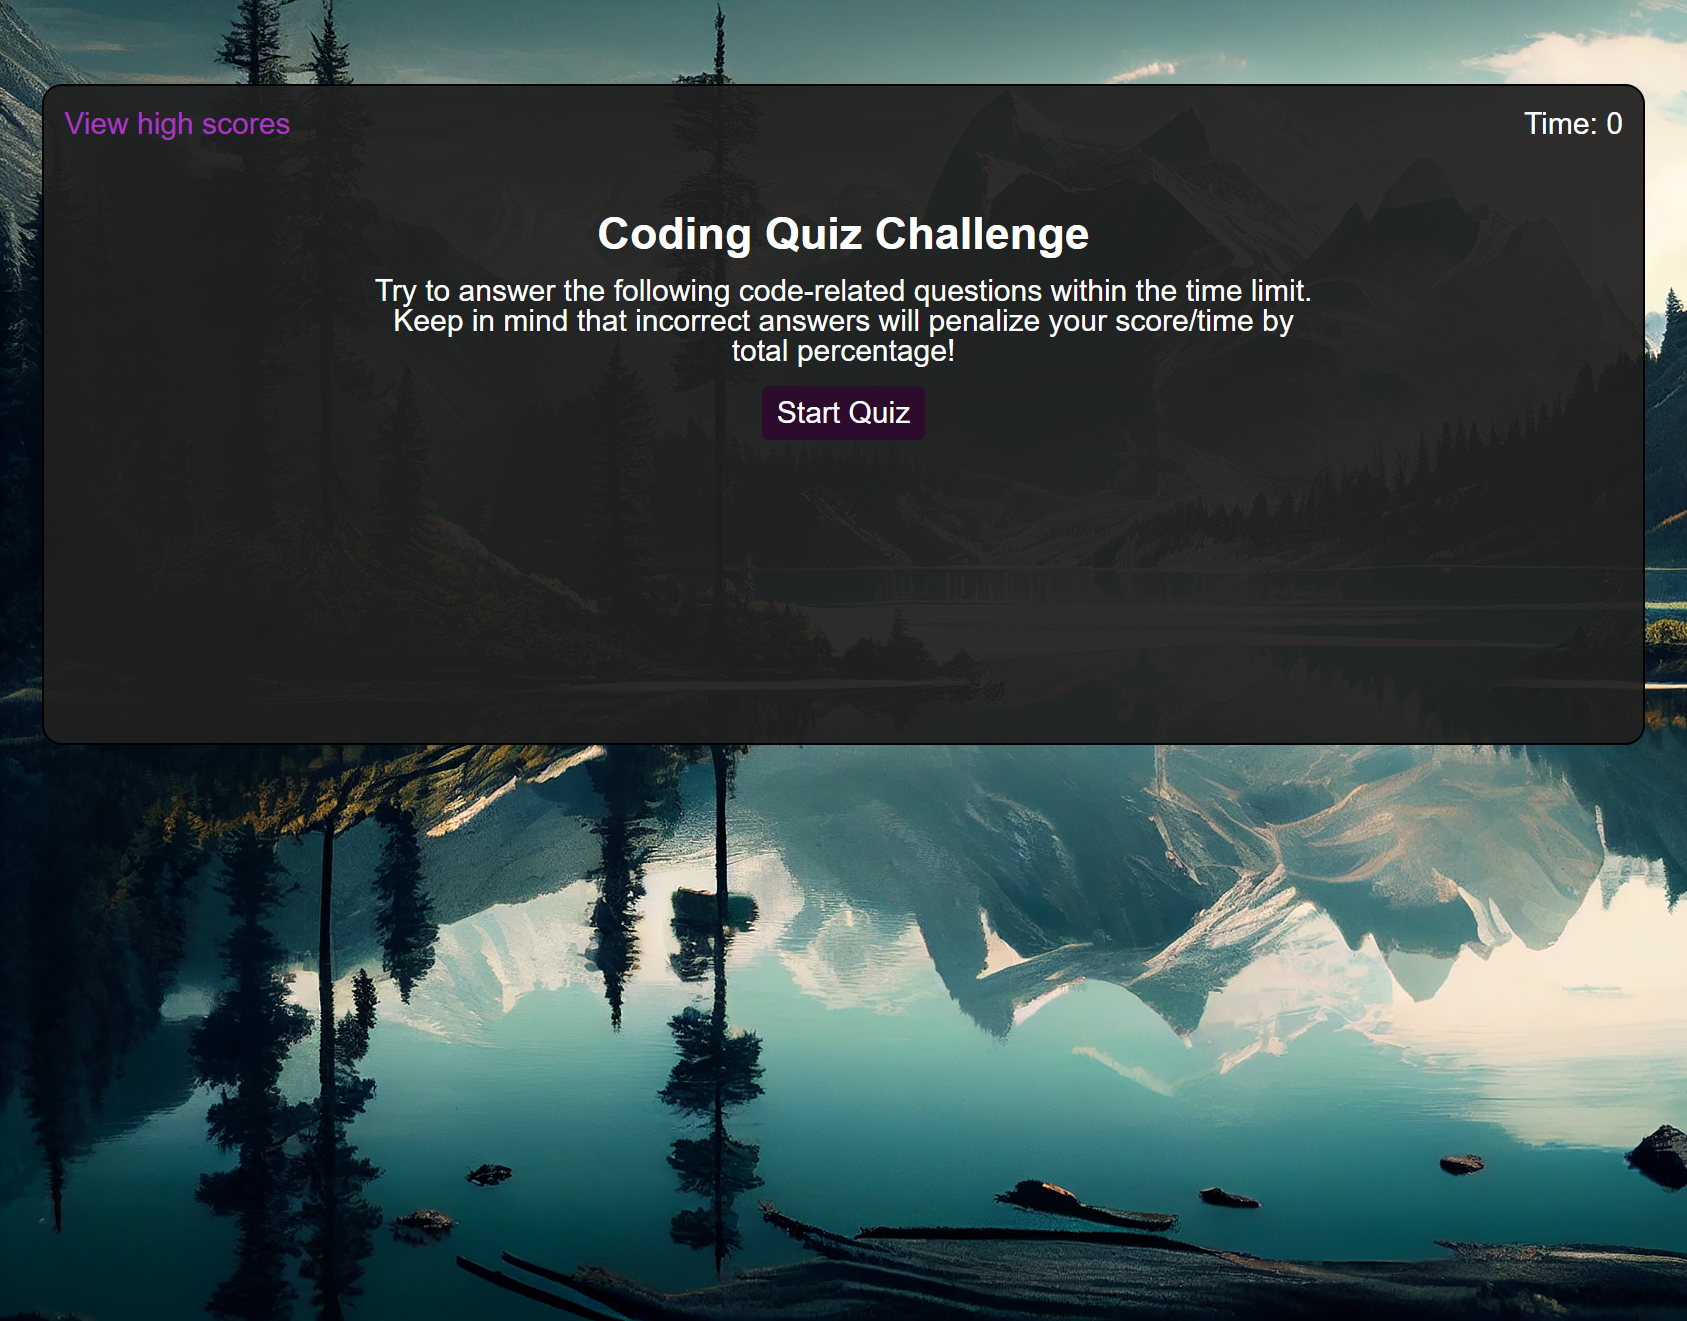 View high scores
Time: 0
Coding Quiz Challenge
Try to answer the following code-related questions within the time limit.
Keep in mind that incorrect answers will penalize your score/time by
total percentage!
Start Quiz